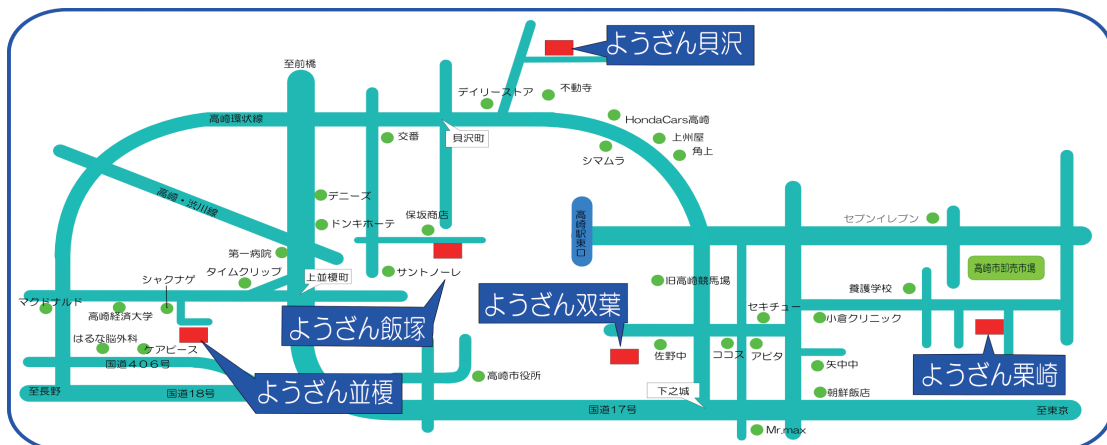 ようざん貝沢
至前橋
デイリーストア
不動寺
高崎環状線
HondaCars高崎
交番
貝沢町
上州屋
角上
シマムラ
高崎・渋川線
デニーズ
保坂商店
ドンキホーテ
高崎駅東口
セブンイレブン
第一病院
タイムクリップ
上並榎町
サントノーレ
シャクナゲ
旧高崎競馬場
高崎市卸売市場
養護学校
マクドナルド
高崎経済大学
ようざん飯塚
ようざん双葉
セキチュー
小倉クリニック
はるな脳外科
ケアピース
佐野中
ココス
アピタ
国道406号
矢中中
ようざん栗崎
至長野
国道18号
ようざん並榎
高崎市役所
下之城
朝鮮飯店
国道17号
至東京
Mr.max